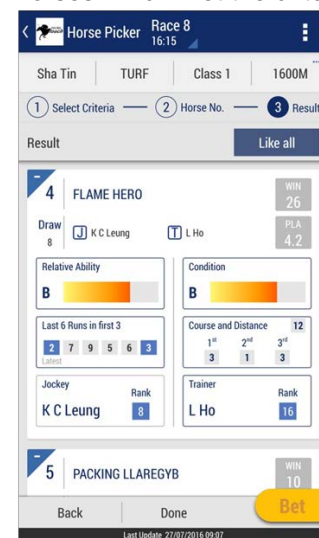 Horse Picker Race 8
16:15
Sha Tin TURF Class 1 1600M
1 Select Criteria 2 Horse No. 3 Result
Result Like all
4 FLAME HERO WIN 26
Draw 8 J K C Leung T L Ho PLA 4.2
Relative Ability Condition
B B
Last 6 Runs in first 3 Course and Distance 12
1st 2nd 3rd
2 7 9 5 6 3 3 1 3
Latest
Jockey Rank Trainer Rank
K C Leung 8 L Ho 16
5 PACKING LLAREGYB WIN 10
Back Done Bet
Last Update 27/07/2016 09:07